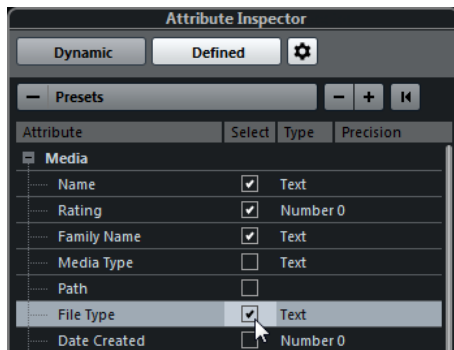 Attribute Inspector
Dynamic Defined
Presets
Attribute Select Type Precision
Media
Name Text
Rating Number 0
Family Name Text
Media Type Text
Path
File Type Text
Date Created Number 0